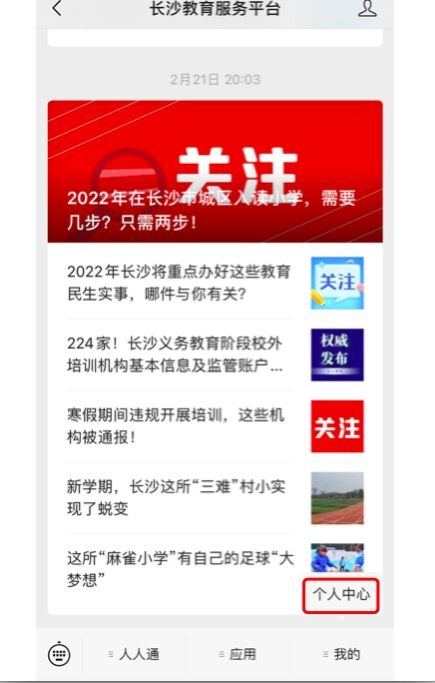 长沙教育服务平台
2月21日 20:03
关注
2022年在长沙市城区入读小学，需要
几步？只需两步！
2022年长沙将重点办好这些教育
民生实事，哪件与你有关？
关注
224家！长沙义务教育阶段校外
培训机构基本信息及监管账户...
权威
发布
寒假期间违规开展培训，这些机
构被通报！
关注
新学期，长沙这所“三难”村小实
现了蜕变
这所“麻雀小学”有自己的足球“大
梦想”
个人中心
人人通
应用
我的